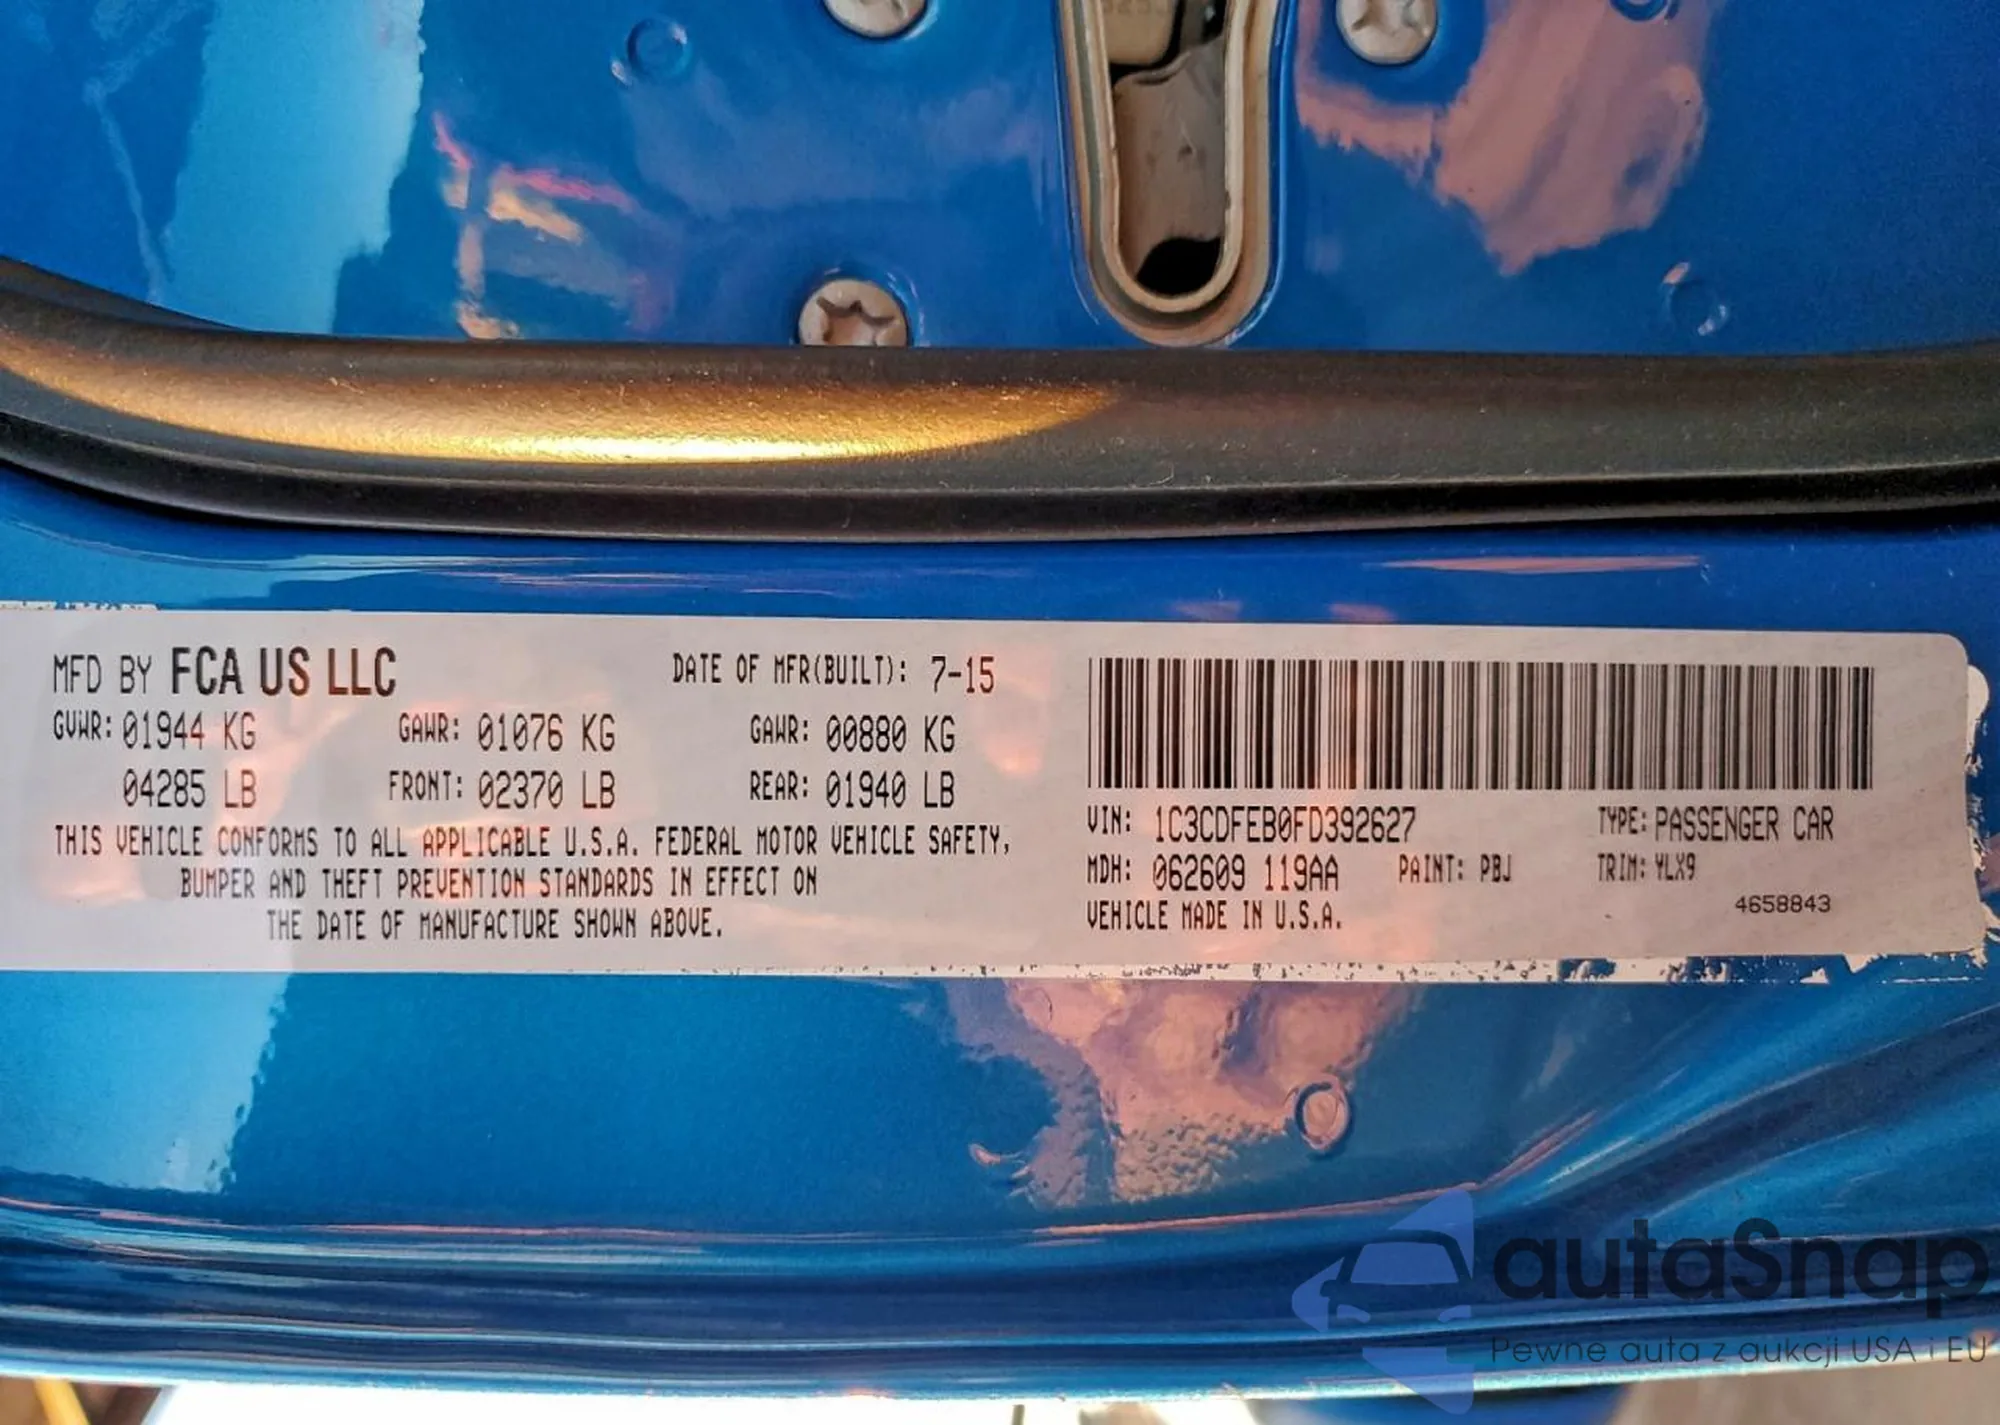 MFD BY FCA US LLC DATE OF MFR(BUILT): 7-15
GVWR: 01944 KG GAWR: 01076 KG GAWR: 00880 KG
04285 LB FRONT: 02370 LB REAR: 01940 LB
THIS VEHICLE CONFORMS TO ALL APPLICABLE U.S.A. FEDERAL MOTOR VEHICLE SAFETY,
BUMPER AND THEFT PREVENTION STANDARDS IN EFFECT ON
THE DATE OF MANUFACTURE SHOWN ABOVE.
VIN: 1C3CDFEB0FD392627 TYPE: PASSENGER CAR
MDH: 062609 119AA PAINT: PBJ TRIM: YLX9
VEHICLE MADE IN U.S.A. 4658843
autaSnap
Pewne auta z aukcji USA i EU